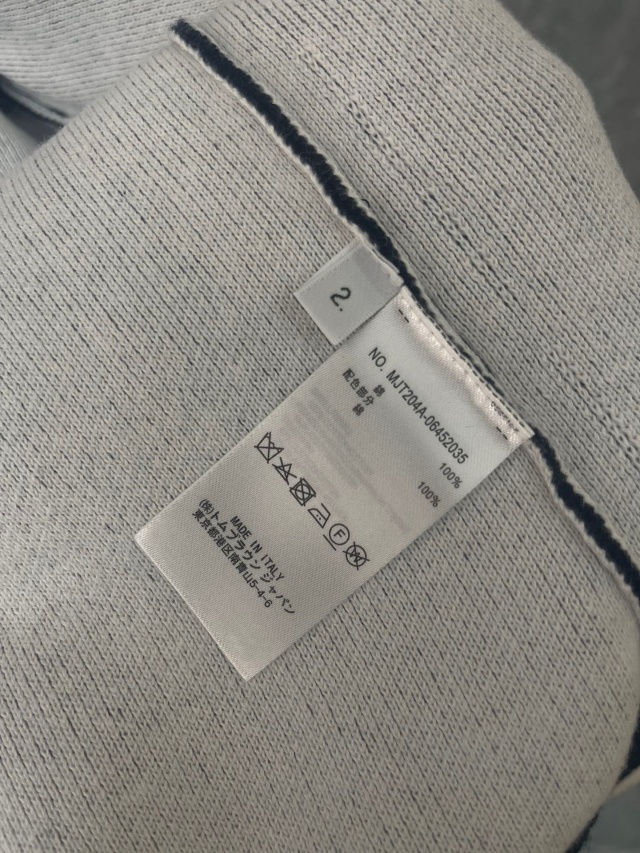 2.
NO. MJT204A-06452035
綿 100%
配色部分
綿 100%
MADE IN ITALY
(株)トムブラウン ジャパン
東京都港区南青山5-4-6